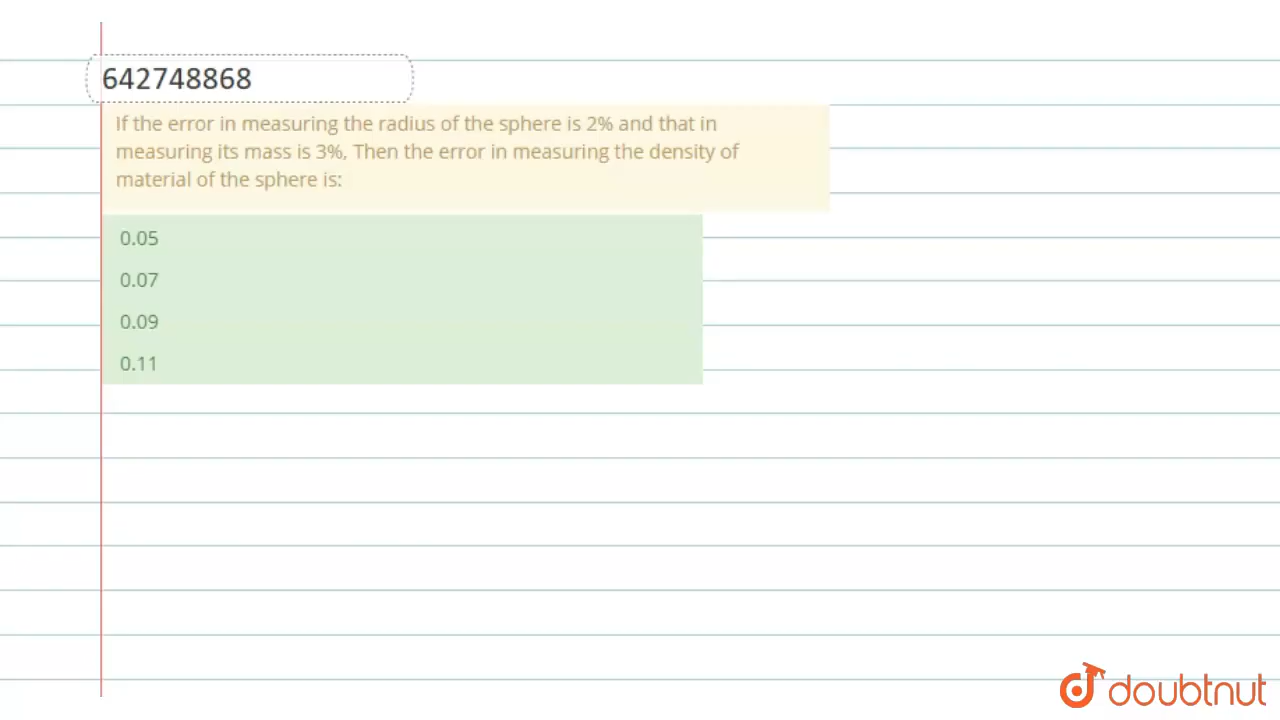 642748868
If the error in measuring the radius of the sphere is 2% and that in
measuring its mass is 3%, Then the error in measuring the density of
material of the sphere is:
0.05
0.07
0.09
0.11
doubtnut